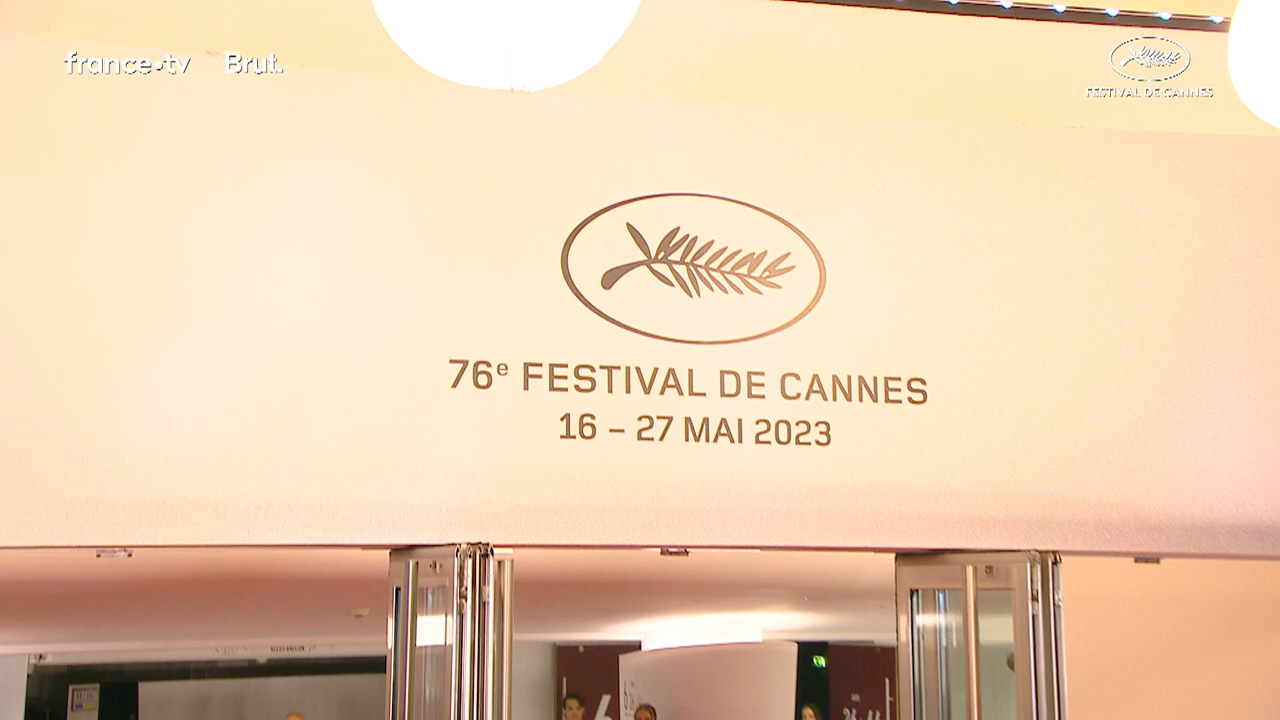 france•tv Brut.
FESTIVAL DE CANNES
76e FESTIVAL DE CANNES
16 – 27 MAI 2023